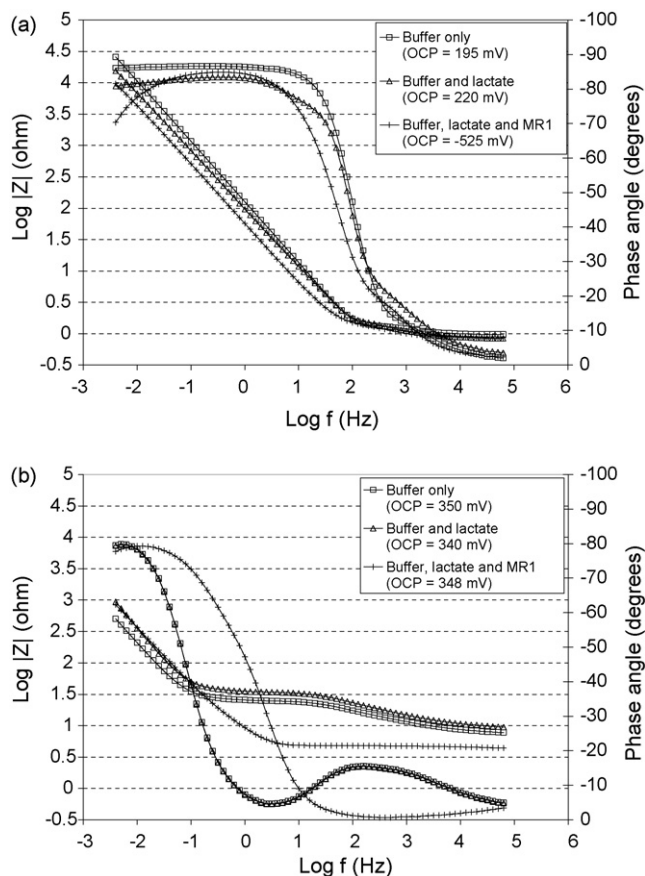 (a)
5
4.5
4
3.5
3
2.5
2
1.5
1
0.5
0
-0.5
Log |Z| (ohm)
-100
-90
-80
-70
-60
-50
-40
-30
-20
-10
0
Phase angle (degrees)
Buffer only
(OCP = 195 mV)
Buffer and lactate
(OCP = 220 mV)
Buffer, lactate and MR1
(OCP = -525 mV)
-3 -2 -1 0 1 2 3 4 5 6
Log f (Hz)
(b)
5
4.5
4
3.5
3
2.5
2
1.5
1
0.5
0
-0.5
Log |Z| (ohm)
-100
-90
-80
-70
-60
-50
-40
-30
-20
-10
0
Phase angle (degrees)
Buffer only
(OCP = 350 mV)
Buffer and lactate
(OCP = 340 mV)
Buffer, lactate and MR1
(OCP = 348 mV)
-3 -2 -1 0 1 2 3 4 5 6
Log f (Hz)